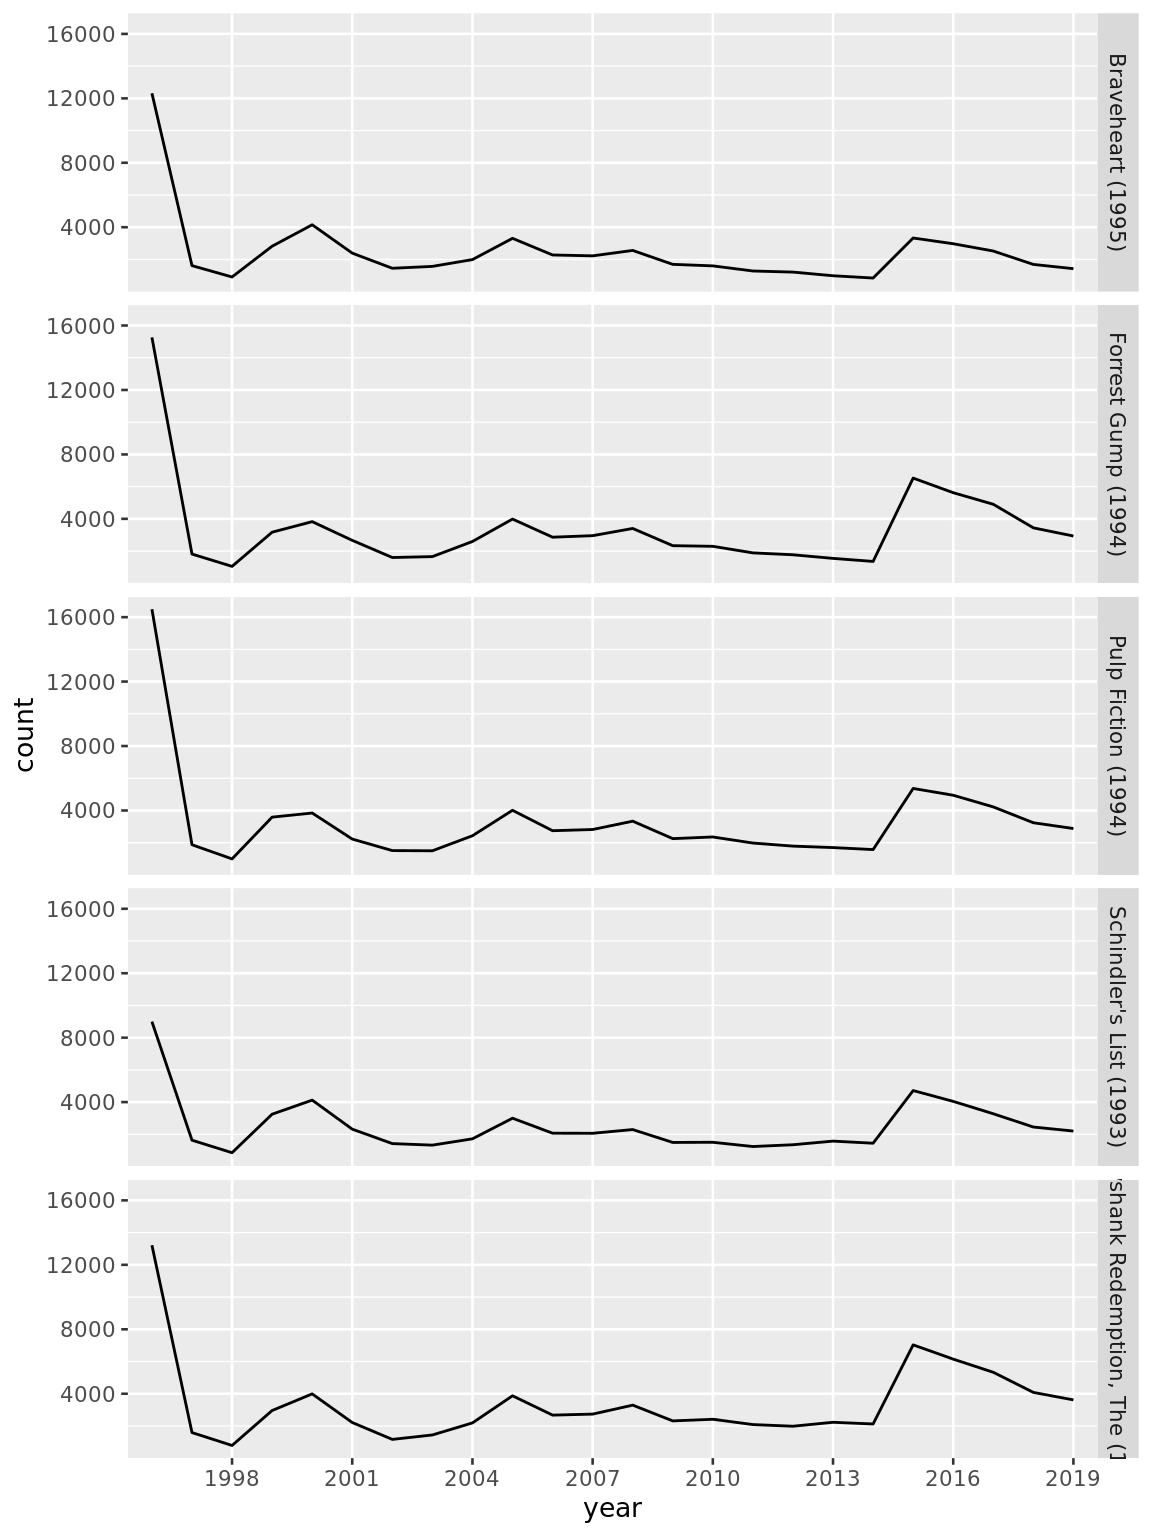 16000
12000
8000
4000
Braveheart (1995)
16000
12000
8000
4000
Forrest Gump (1994)
16000
12000
8000
4000
Pulp Fiction (1994)
16000
12000
8000
4000
Schindler's List (1993)
16000
12000
8000
4000
shank Redemption, The (1
count
1998 2001 2004 2007 2010 2013 2016 2019
year